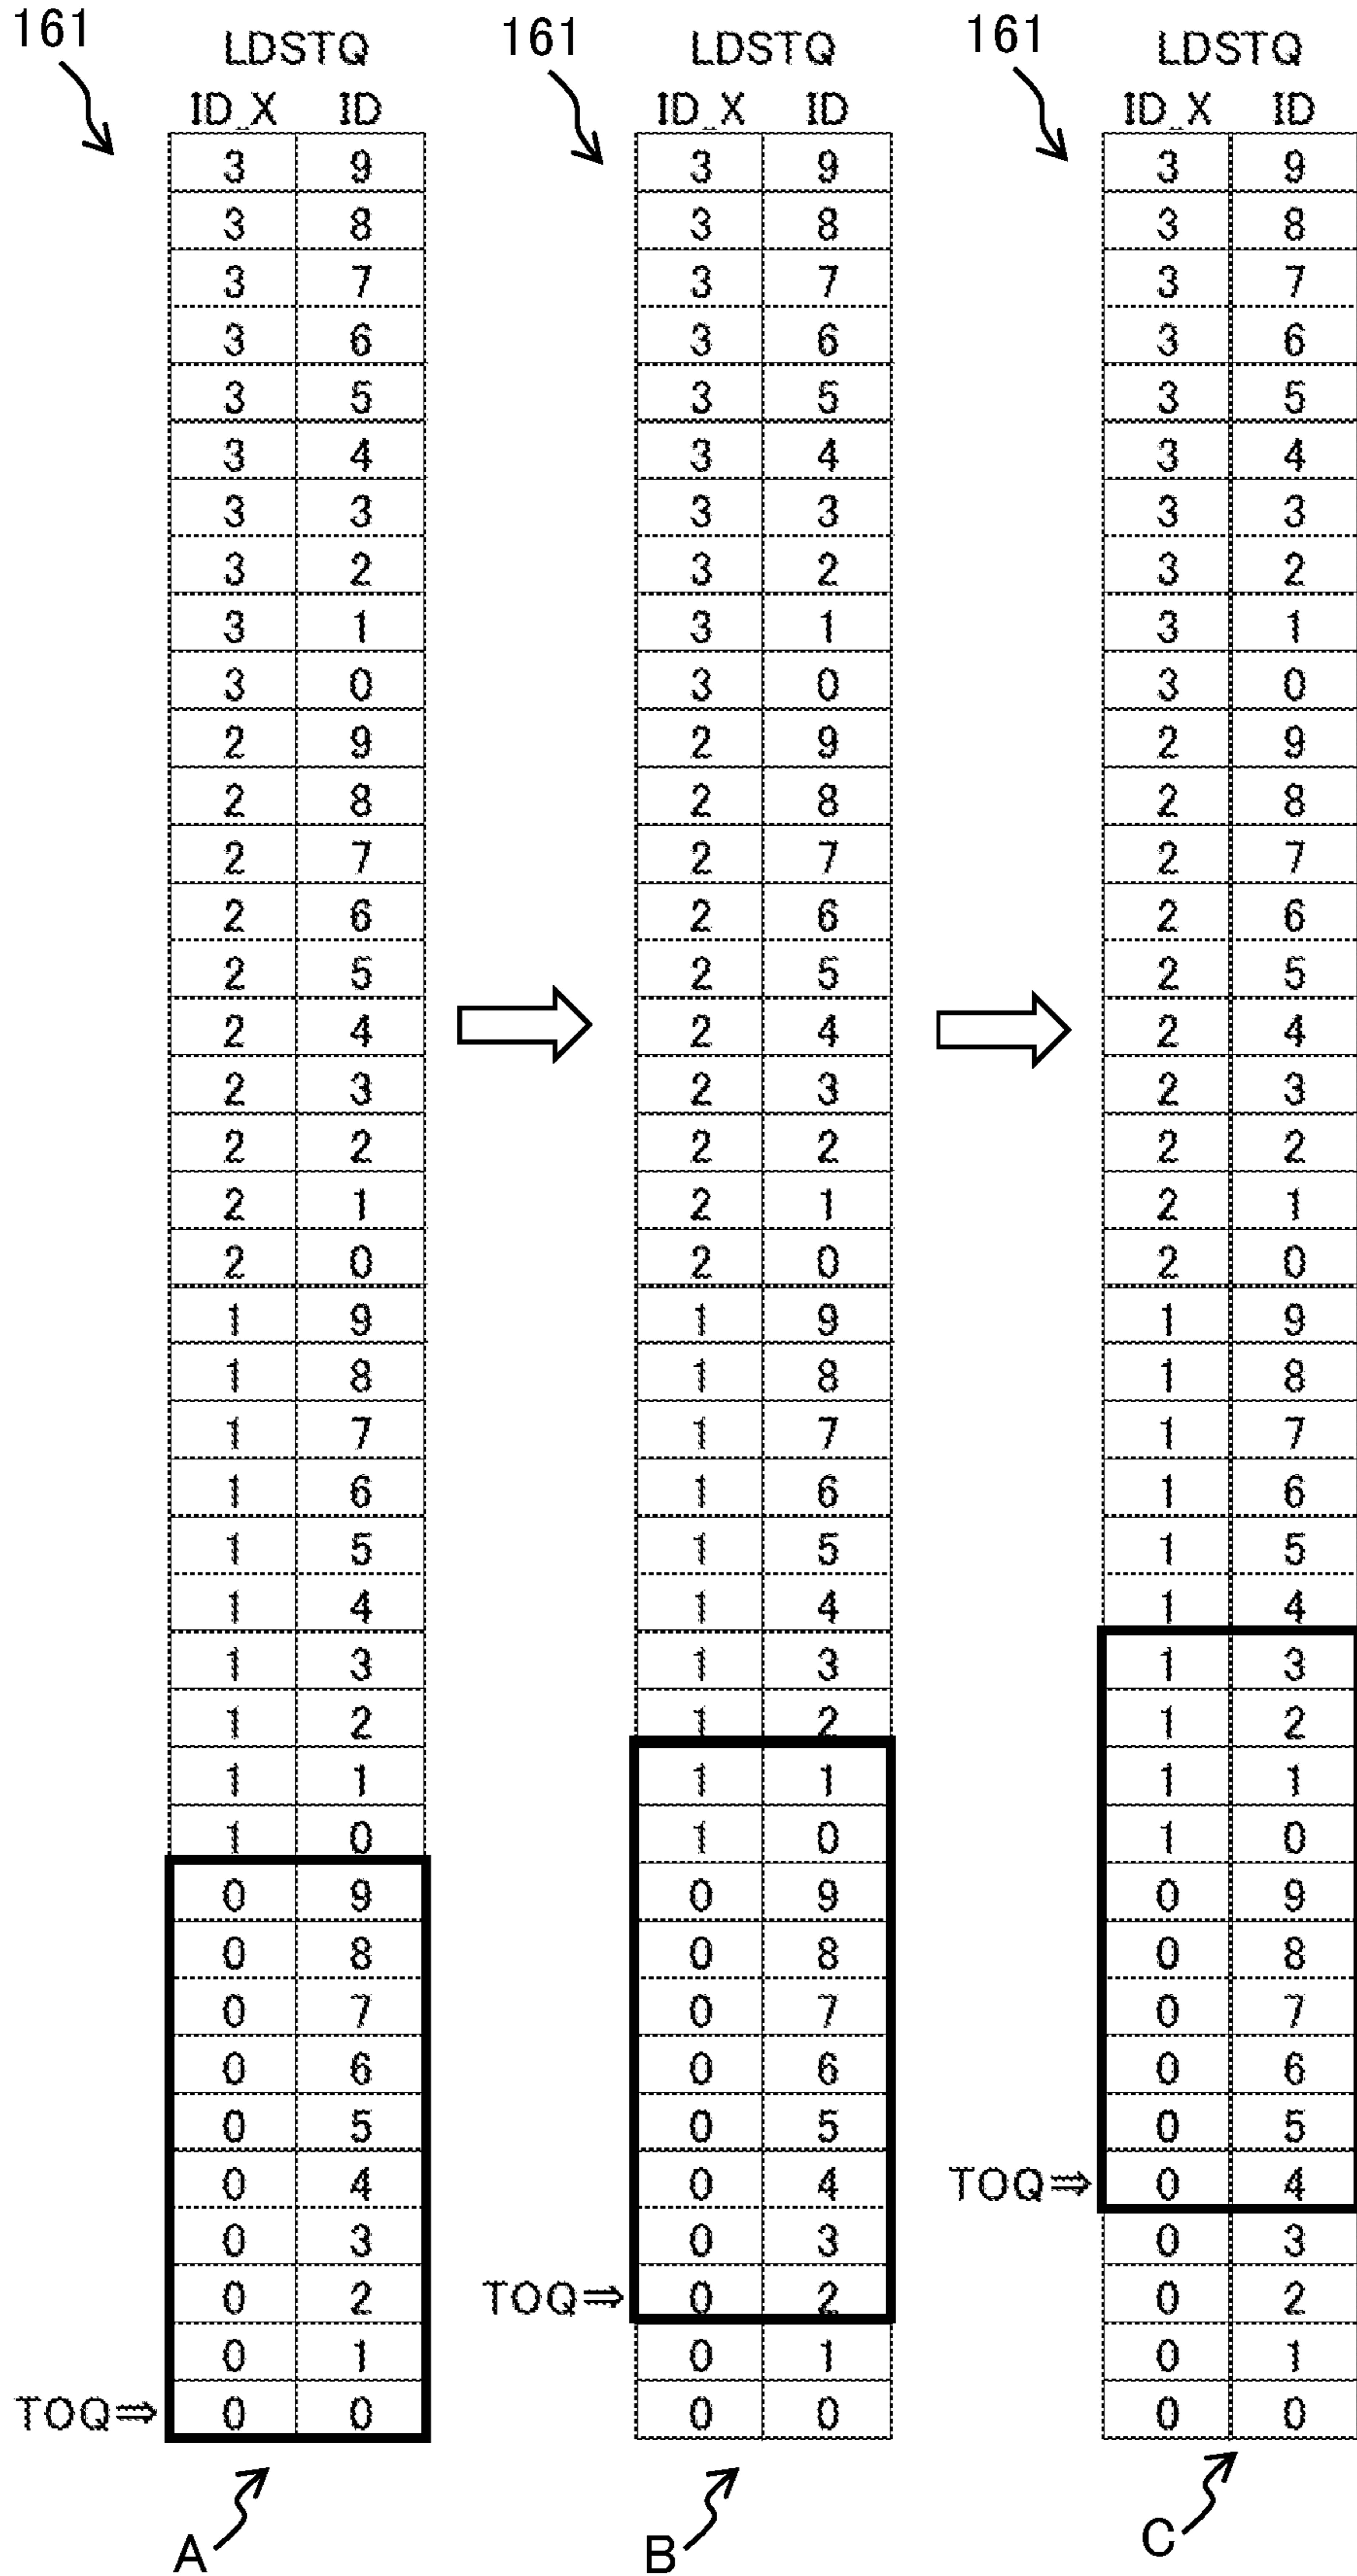 161 LDSTQ 161 LDSTQ 161 LDSTQ
ID_X ID ID_X ID ID_X ID
3 9 3 9 3 9
3 8 3 8 3 8
3 7 3 7 3 7
3 6 3 6 3 6
3 5 3 5 3 5
3 4 3 4 3 4
3 3 3 3 3 3
3 2 3 2 3 2
3 1 3 1 3 1
3 0 3 0 3 0
2 9 2 9 2 9
2 8 2 8 2 8
2 7 2 7 2 7
2 6 2 6 2 6
2 5 2 5 2 5
2 4 2 4 2 4
2 3 2 3 2 3
2 2 2 2 2 2
2 1 2 1 2 1
2 0 2 0 2 0
1 9 1 9 1 9
1 8 1 8 1 8
1 7 1 7 1 7
1 6 1 6 1 6
1 5 1 5 1 5
1 4 1 4 1 4
1 3 1 3 1 3
1 2 1 2 1 2
1 1 1 1 1 1
1 0 1 0 1 0
0 9 0 9 0 9
0 8 0 8 0 8
0 7 0 7 0 7
0 6 0 6 0 6
0 5 0 5 0 5
0 4 0 4 TOQ⇒ 0 4
0 3 0 3 0 3
0 2 TOQ⇒ 0 2 0 2
0 1 0 1 0 1
TOQ⇒ 0 0 0 0 0 0
A B C